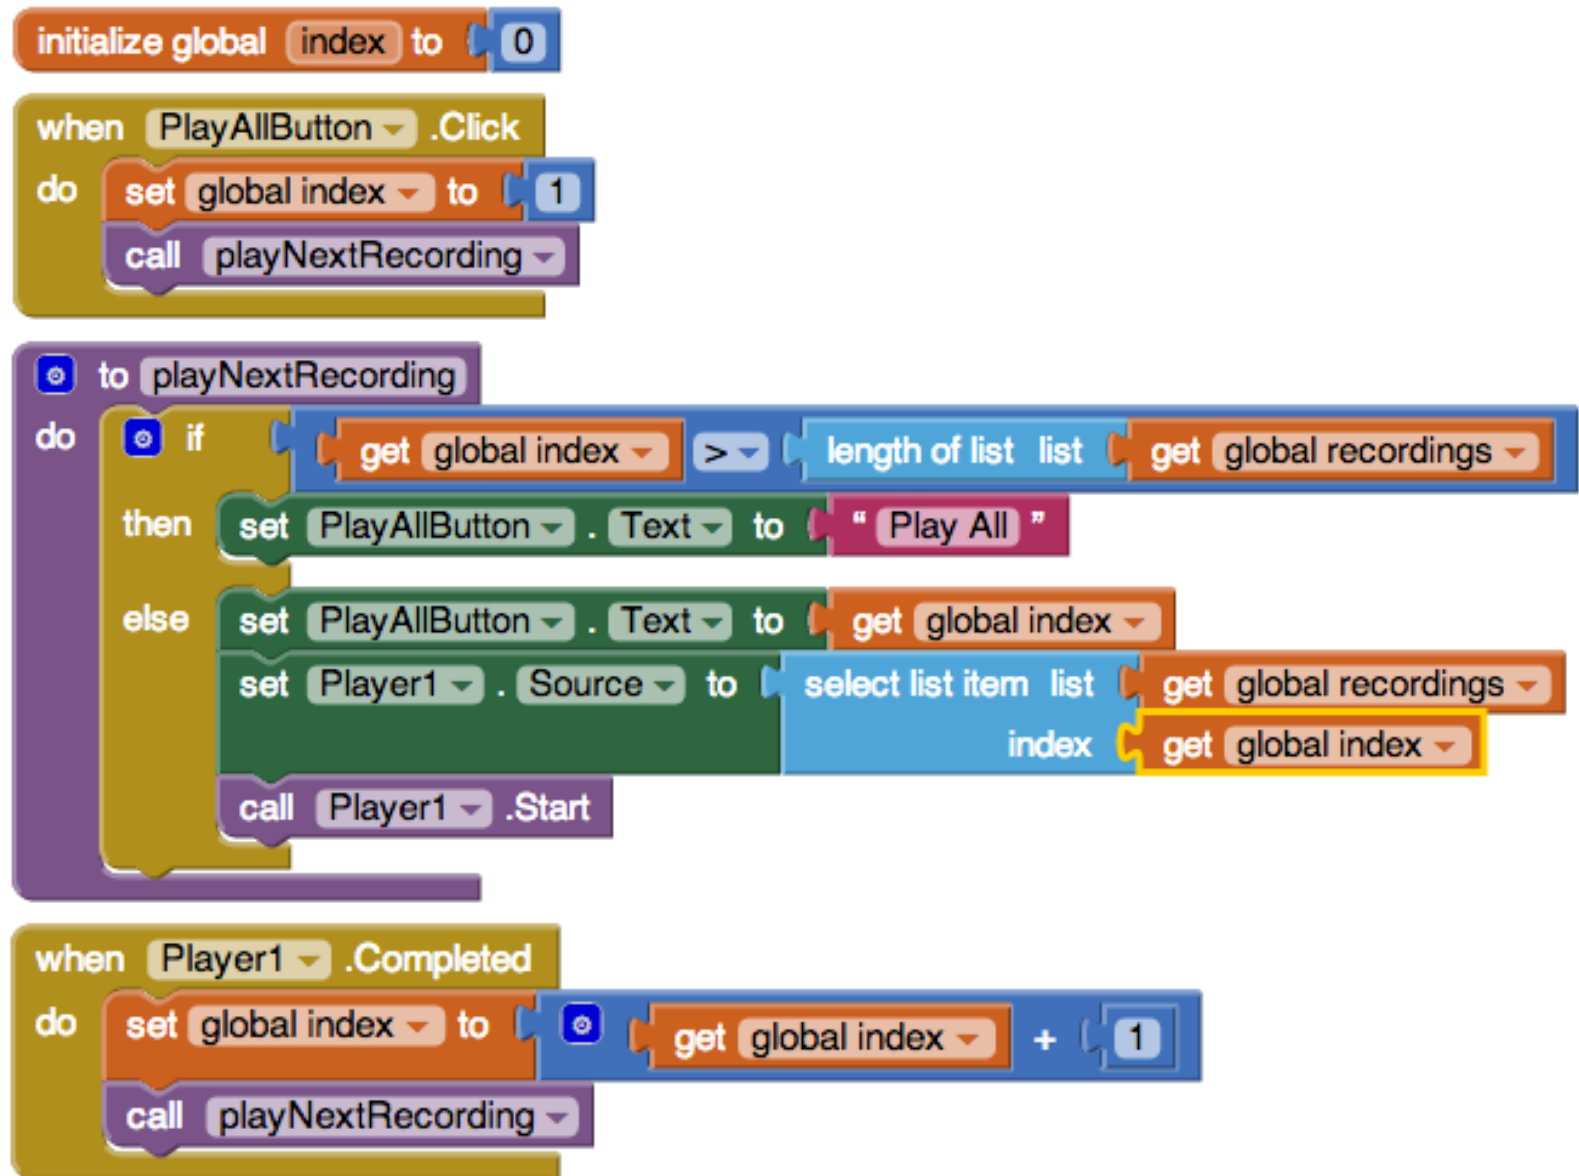 initialize global index to 0
when PlayAllButton .Click
do set global index to 1
call playNextRecording
to playNextRecording
do if get global index > length of list list get global recordings
then set PlayAllButton . Text to “ Play All ”
else set PlayAllButton . Text to get global index
set Player1 . Source to select list item list get global recordings
index get global index
call Player1 .Start
when Player1 .Completed
do set global index to get global index + 1
call playNextRecording